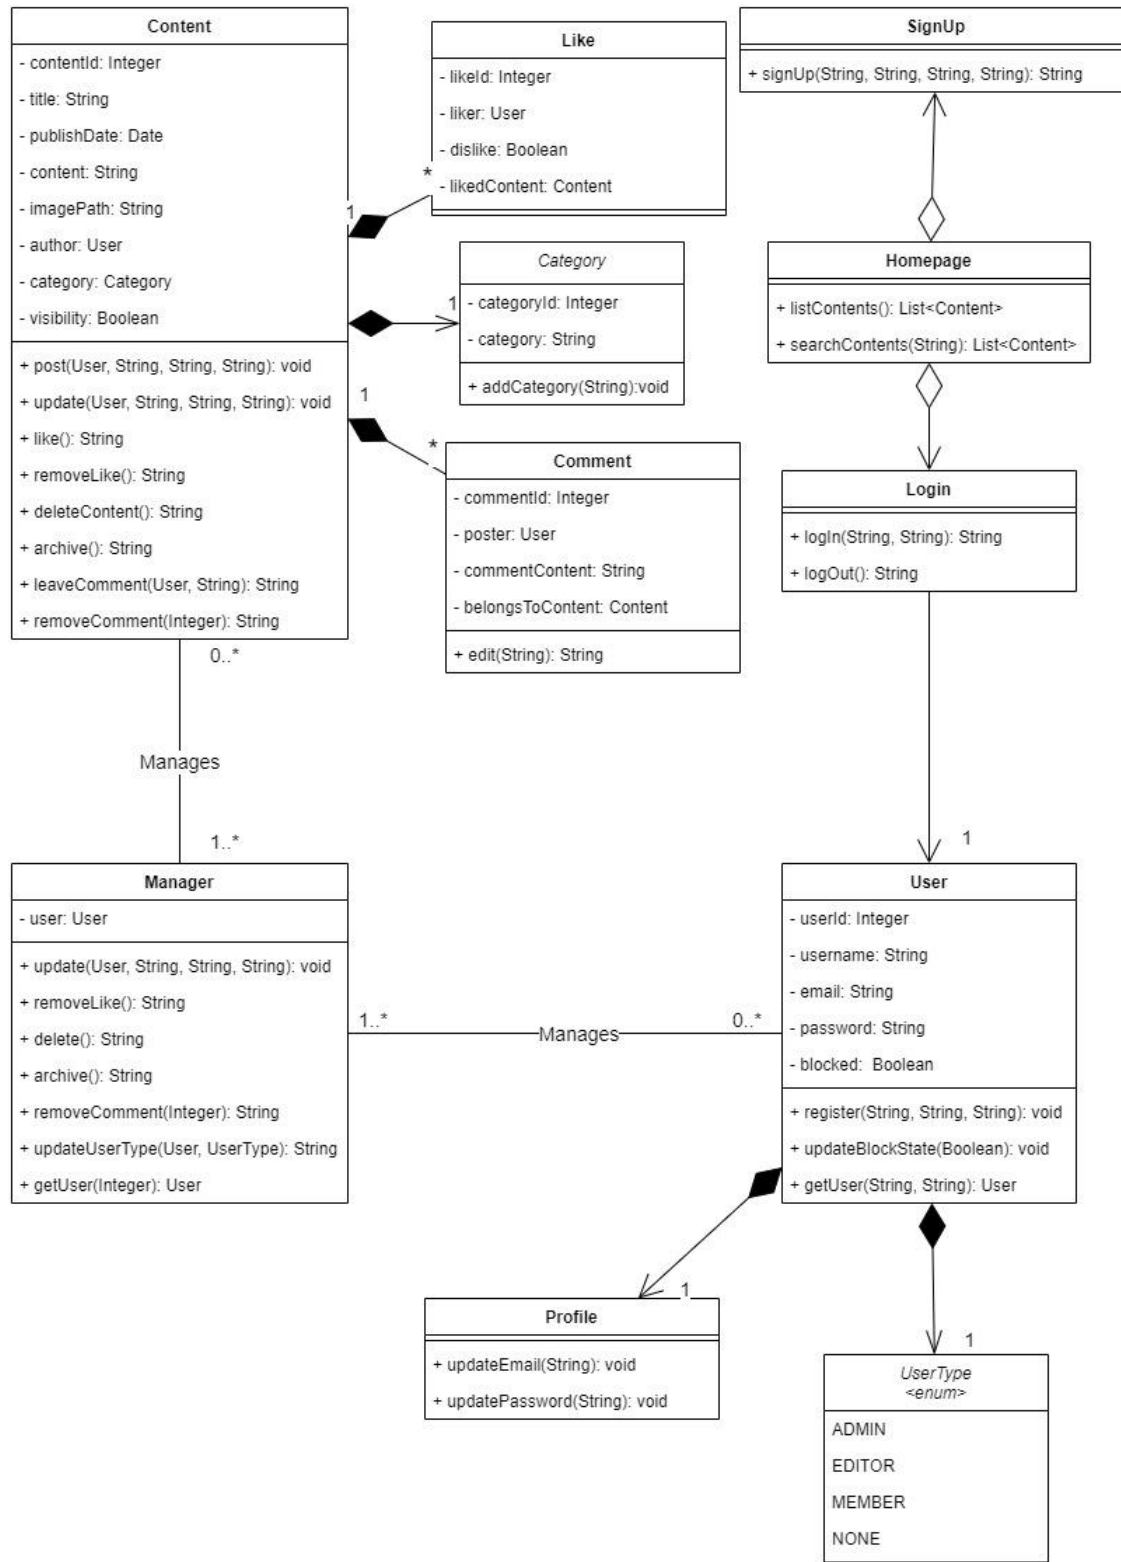 Content
- contentId: Integer
- title: String
- publishDate: Date
- content: String
- imagePath: String
- author: User
- category: Category
- visibility: Boolean
+ post(User, String, String, String): void
+ update(User, String, String, String): void
+ like(): String
+ removeLike(): String
+ deleteContent(): String
+ archive(): String
+ leaveComment(User, String): String
+ removeComment(Integer): String
1
*
Like
- likeId: Integer
- liker: User
- dislike: Boolean
- likedContent: Content
1
Category
- categoryId: Integer
- category: String
+ addCategory(String):void
1
*
Comment
- commentId: Integer
- poster: User
- commentContent: String
- belongsToContent: Content
+ edit(String): String
SignUp
+ signUp(String, String, String, String): String
Homepage
+ listContents(): List<Content>
+ searchContents(String): List<Content>
Login
+ logIn(String, String): String
+ logOut(): String
0..*
Manages
1..*
1
Manager
- user: User
+ update(User, String, String, String): void
+ removeLike(): String
+ delete(): String
+ archive(): String
+ removeComment(Integer): String
+ updateUserType(User, UserType): String
+ getUser(Integer): User
1..*
Manages
0..*
User
- userId: Integer
- username: String
- email: String
- password: String
- blocked:  Boolean
+ register(String, String, String): void
+ updateBlockState(Boolean): void
+ getUser(String, String): User
1
Profile
+ updateEmail(String): void
+ updatePassword(String): void
1
UserType
<enum>
ADMIN
EDITOR
MEMBER
NONE